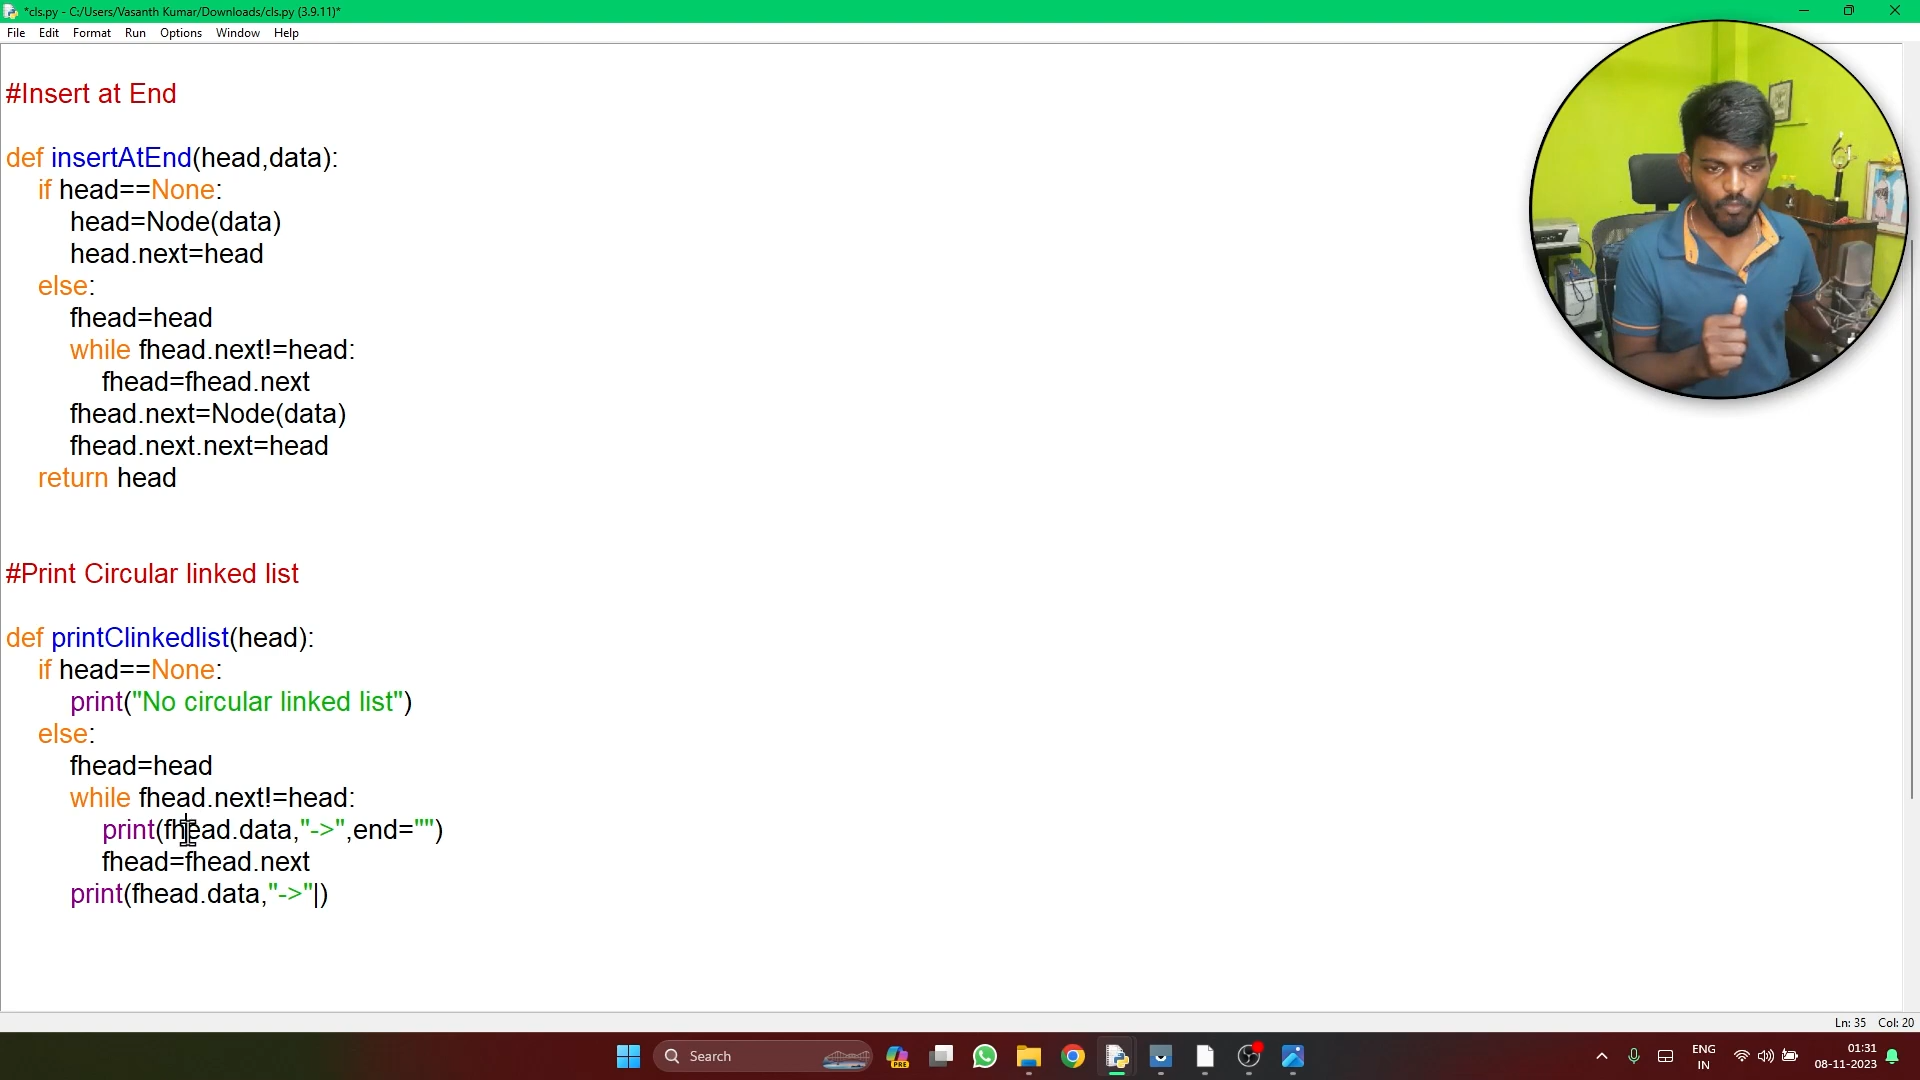 *cls.py - C:/Users/Vasanth Kumar/Downloads/cls.py (3.9.11)*
File Edit Format Run Options Window Help
#Insert at End
def insertAtEnd(head,data):
if head==None:
head=Node(data)
head.next=head
else:
fhead=head
while fhead.next!=head:
fhead=fhead.next
fhead.next=Node(data)
fhead.next.next=head
return head
#Print Circular linked list
def printClinkedlist(head):
if head==None:
print("No circular linked list")
else:
fhead=head
while fhead.next!=head:
print(fhead.data,"->",end="")
fhead=fhead.next
print(fhead.data,"->")
Ln: 35 Col: 20
Search
PRE
ENG
IN
01:31
08-11-2023